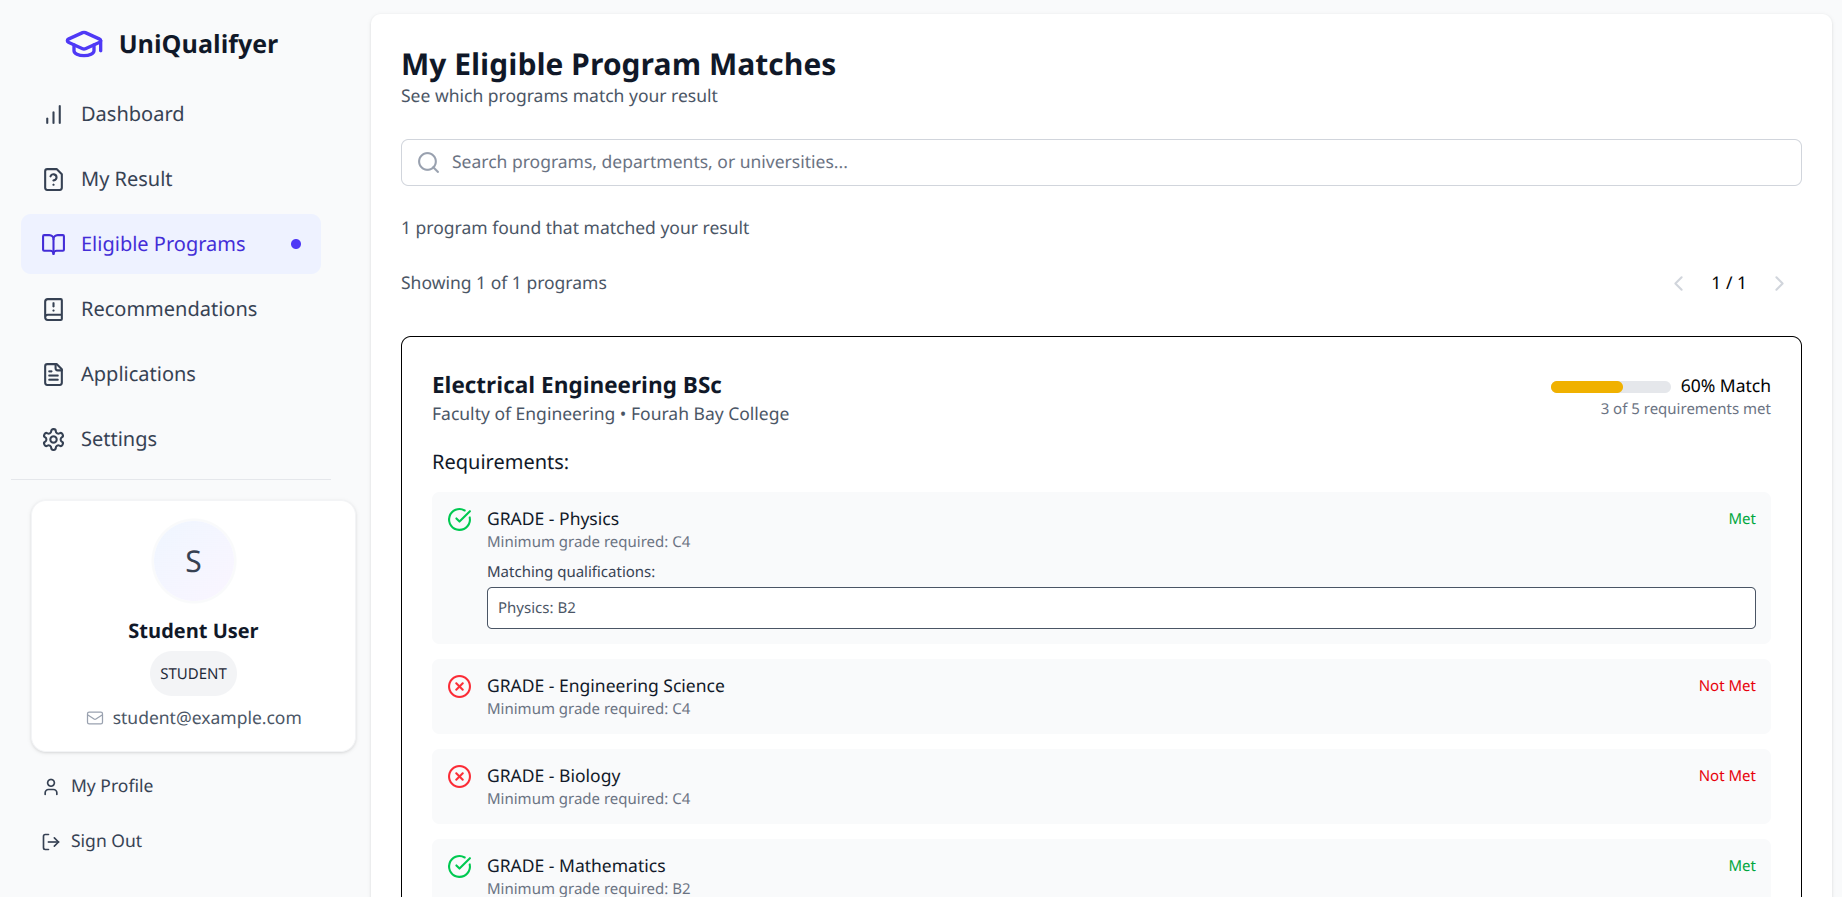 UniQualifyer
Dashboard
My Result
Eligible Programs
Recommendations
Applications
Settings
S
Student User
STUDENT
student@example.com
My Profile
Sign Out
My Eligible Program Matches
See which programs match your result
Search programs, departments, or universities...
1 program found that matched your result
Showing 1 of 1 programs
1 / 1
Electrical Engineering BSc
60% Match
Faculty of Engineering • Fourah Bay College
3 of 5 requirements met
Requirements:
GRADE - Physics
Met
Minimum grade required: C4
Matching qualifications:
Physics: B2
GRADE - Engineering Science
Not Met
Minimum grade required: C4
GRADE - Biology
Not Met
Minimum grade required: C4
GRADE - Mathematics
Met
Minimum grade required: B2